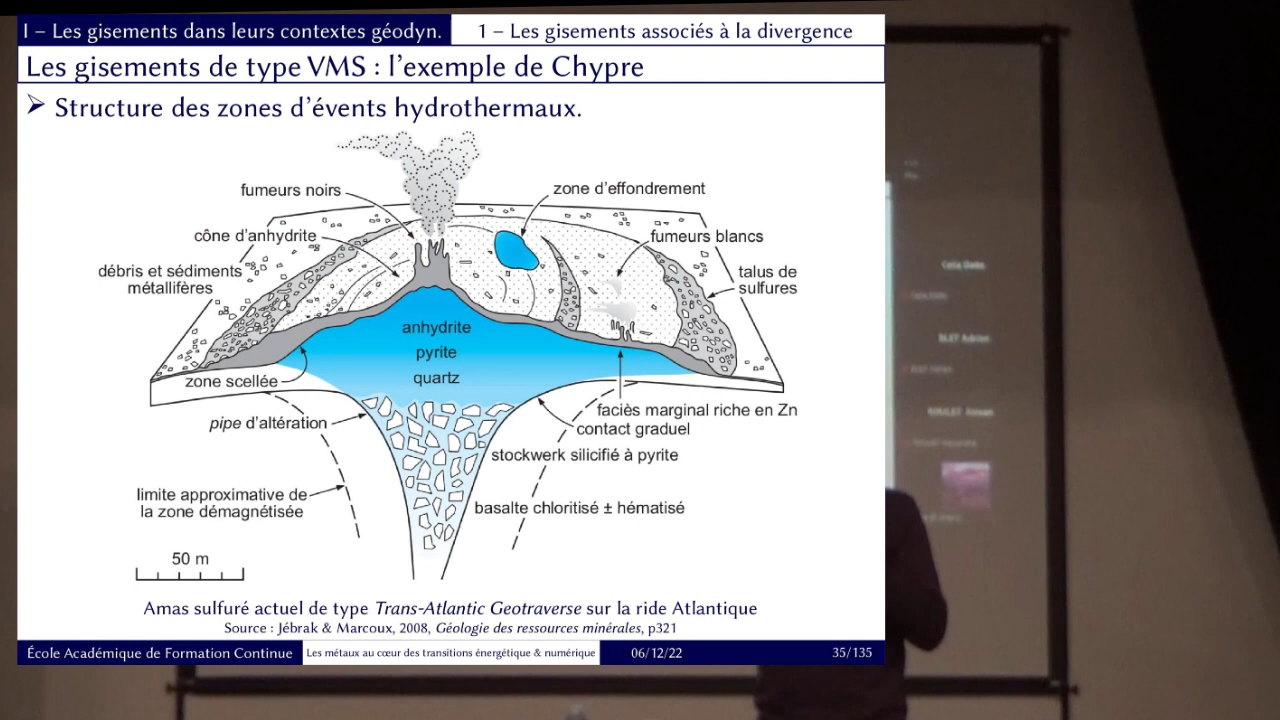 I – Les gisements dans leurs contextes géodyn.
1 – Les gisements associés à la divergence
Les gisements de type VMS : l’exemple de Chypre
➢ Structure des zones d’évents hydrothermaux.
fumeurs noirs
zone d’effondrement
cône d’anhydrite
fumeurs blancs
débris et sédiments
métallifères
talus de
sulfures
anhydrite
pyrite
quartz
zone scellée
faciès marginal riche en Zn
pipe d’altération
contact graduel
stockwerk silicifié à pyrite
limite approximative de
la zone démagnétisée
basalte chloritisé ± hématisé
50 m
Amas sulfuré actuel de type Trans-Atlantic Geotraverse sur la ride Atlantique
Source : Jébrak & Marcoux, 2008, Géologie des ressources minérales, p321
École Académique de Formation Continue
Les métaux au cœur des transitions énergétique & numérique
06/12/22
35/135